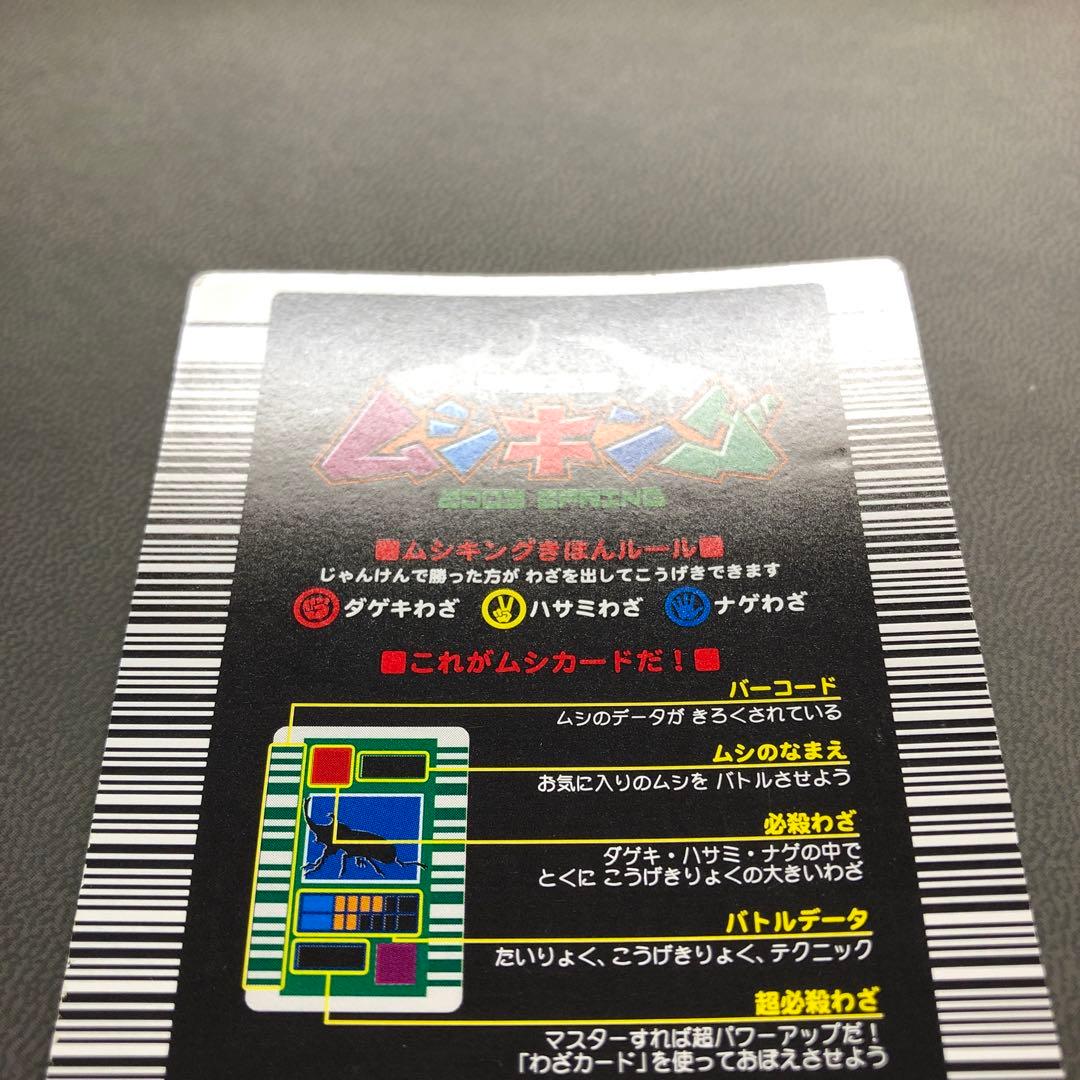 ムシキング
2003 SPRING
■ムシキングきほんルール■
じゃんけんで勝った方が わざを出してこうげきできます
ダゲキわざ ハサミわざ ナゲわざ
■これがムシカードだ！■
バーコード
ムシのデータが きろくされている
ムシのなまえ
お気に入りのムシを バトルさせよう
必殺わざ
ダゲキ・ハサミ・ナゲの中で
とくに こうげきりょくの大きいわざ
バトルデータ
たいりょく、こうげきりょく、テクニック
超必殺わざ
マスターすれば超パワーアップだ！
「わざカード」を使っておぼえさせよう